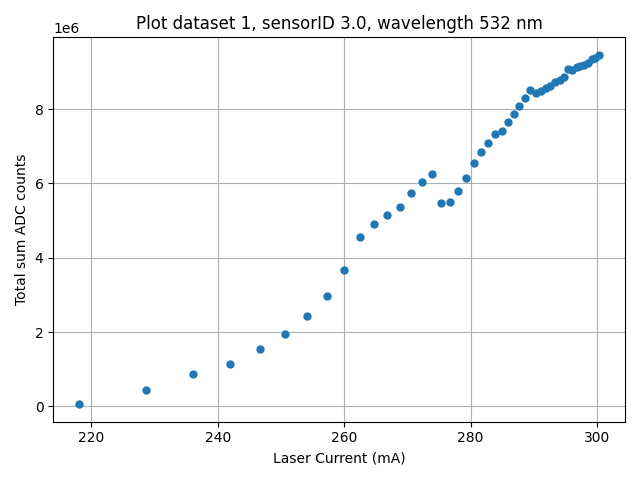 Plot dataset 1, sensorID 3.0, wavelength 532 nm
1e6
8
6
4
2
0
Total sum ADC counts
220 240 260 280 300
Laser Current (mA)